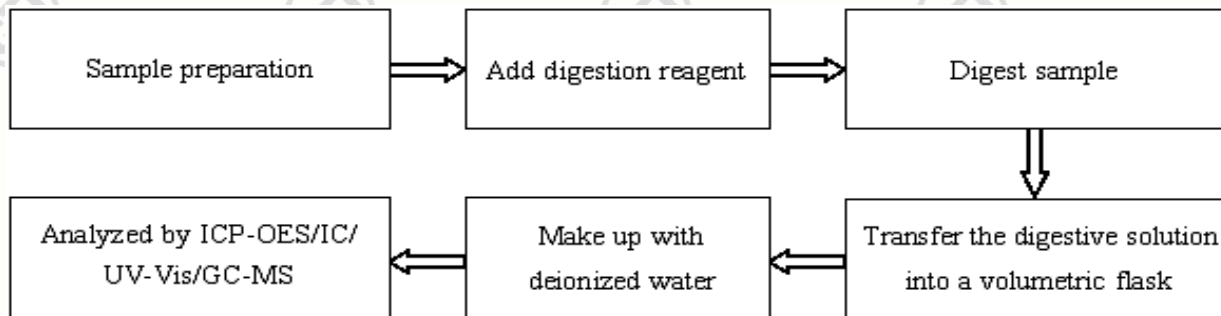 Sample preparation
Add digestion reagent
Digest sample
Transfer the digestive solution
into a volumetric flask
Make up with
deionized water
Analyzed by ICP-OES/IC/
UV-Vis/GC-MS